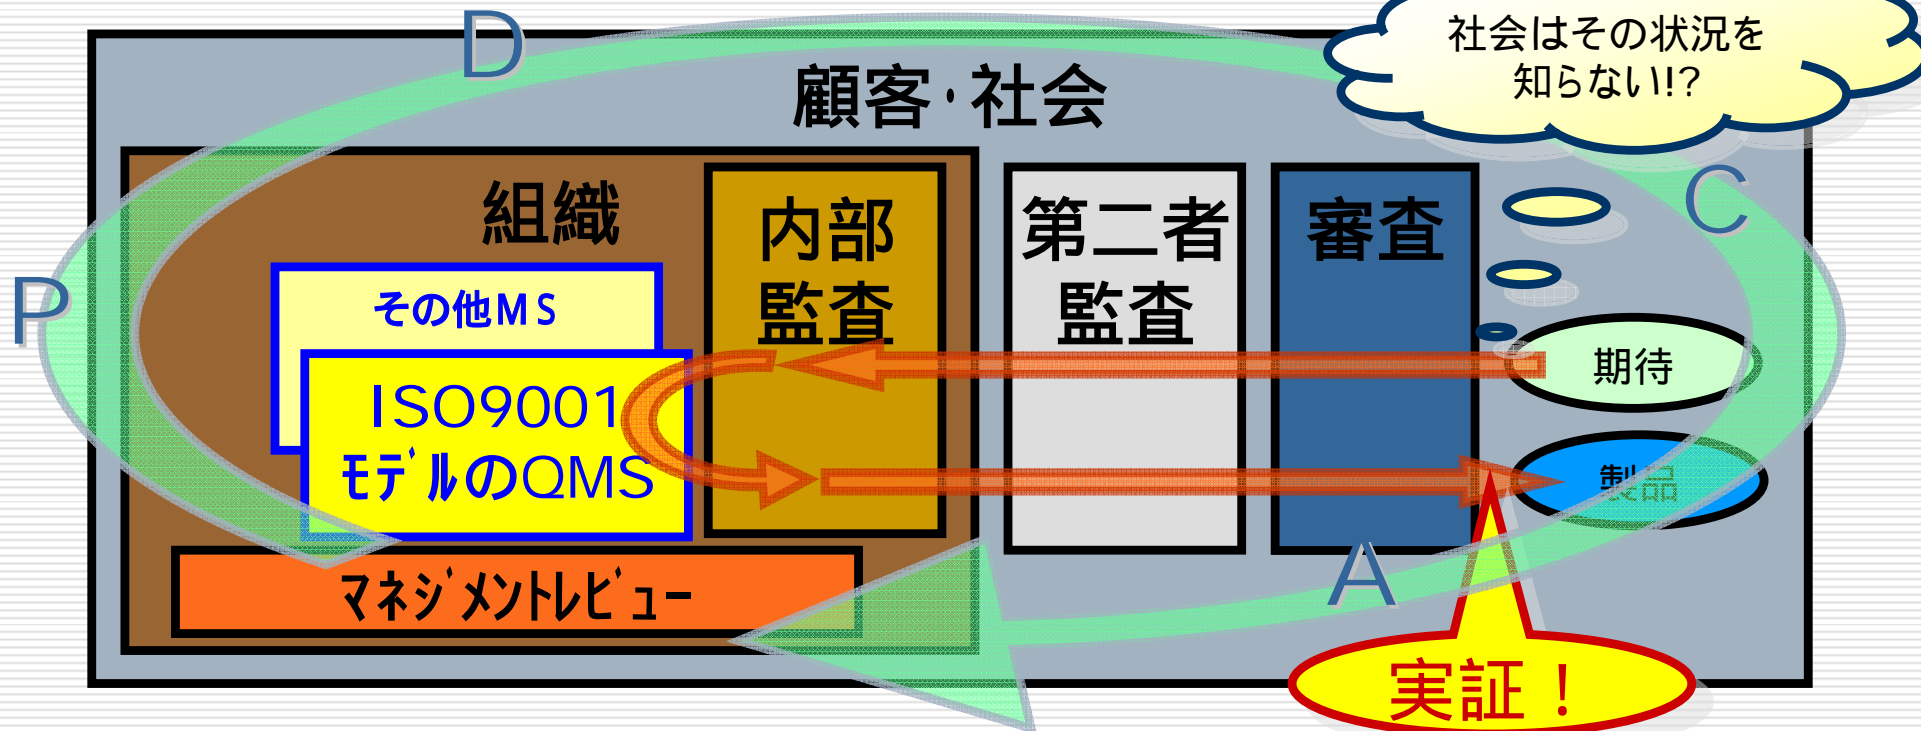 社会はその状況を
知らない!?
D
顧客・社会
C
組織
内部
監査
第二者
監査
審査
P
その他ＭＳ
期待
ＩＳＯ9001
ﾓﾃﾞﾙのQMS
製品
A
ﾏﾈｼﾞﾒﾝﾄﾚﾋﾞｭｰ
実証！